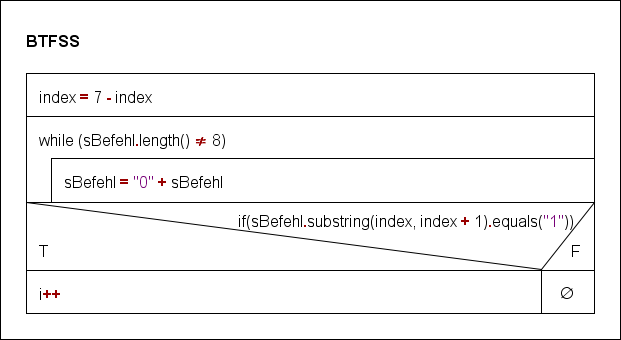 BTFSS
index = 7 - index
while (sBefehl.length() ≠ 8)
sBefehl = "0" + sBefehl
if(sBefehl.substring(index, index + 1).equals("1"))
T
F
i++
∅